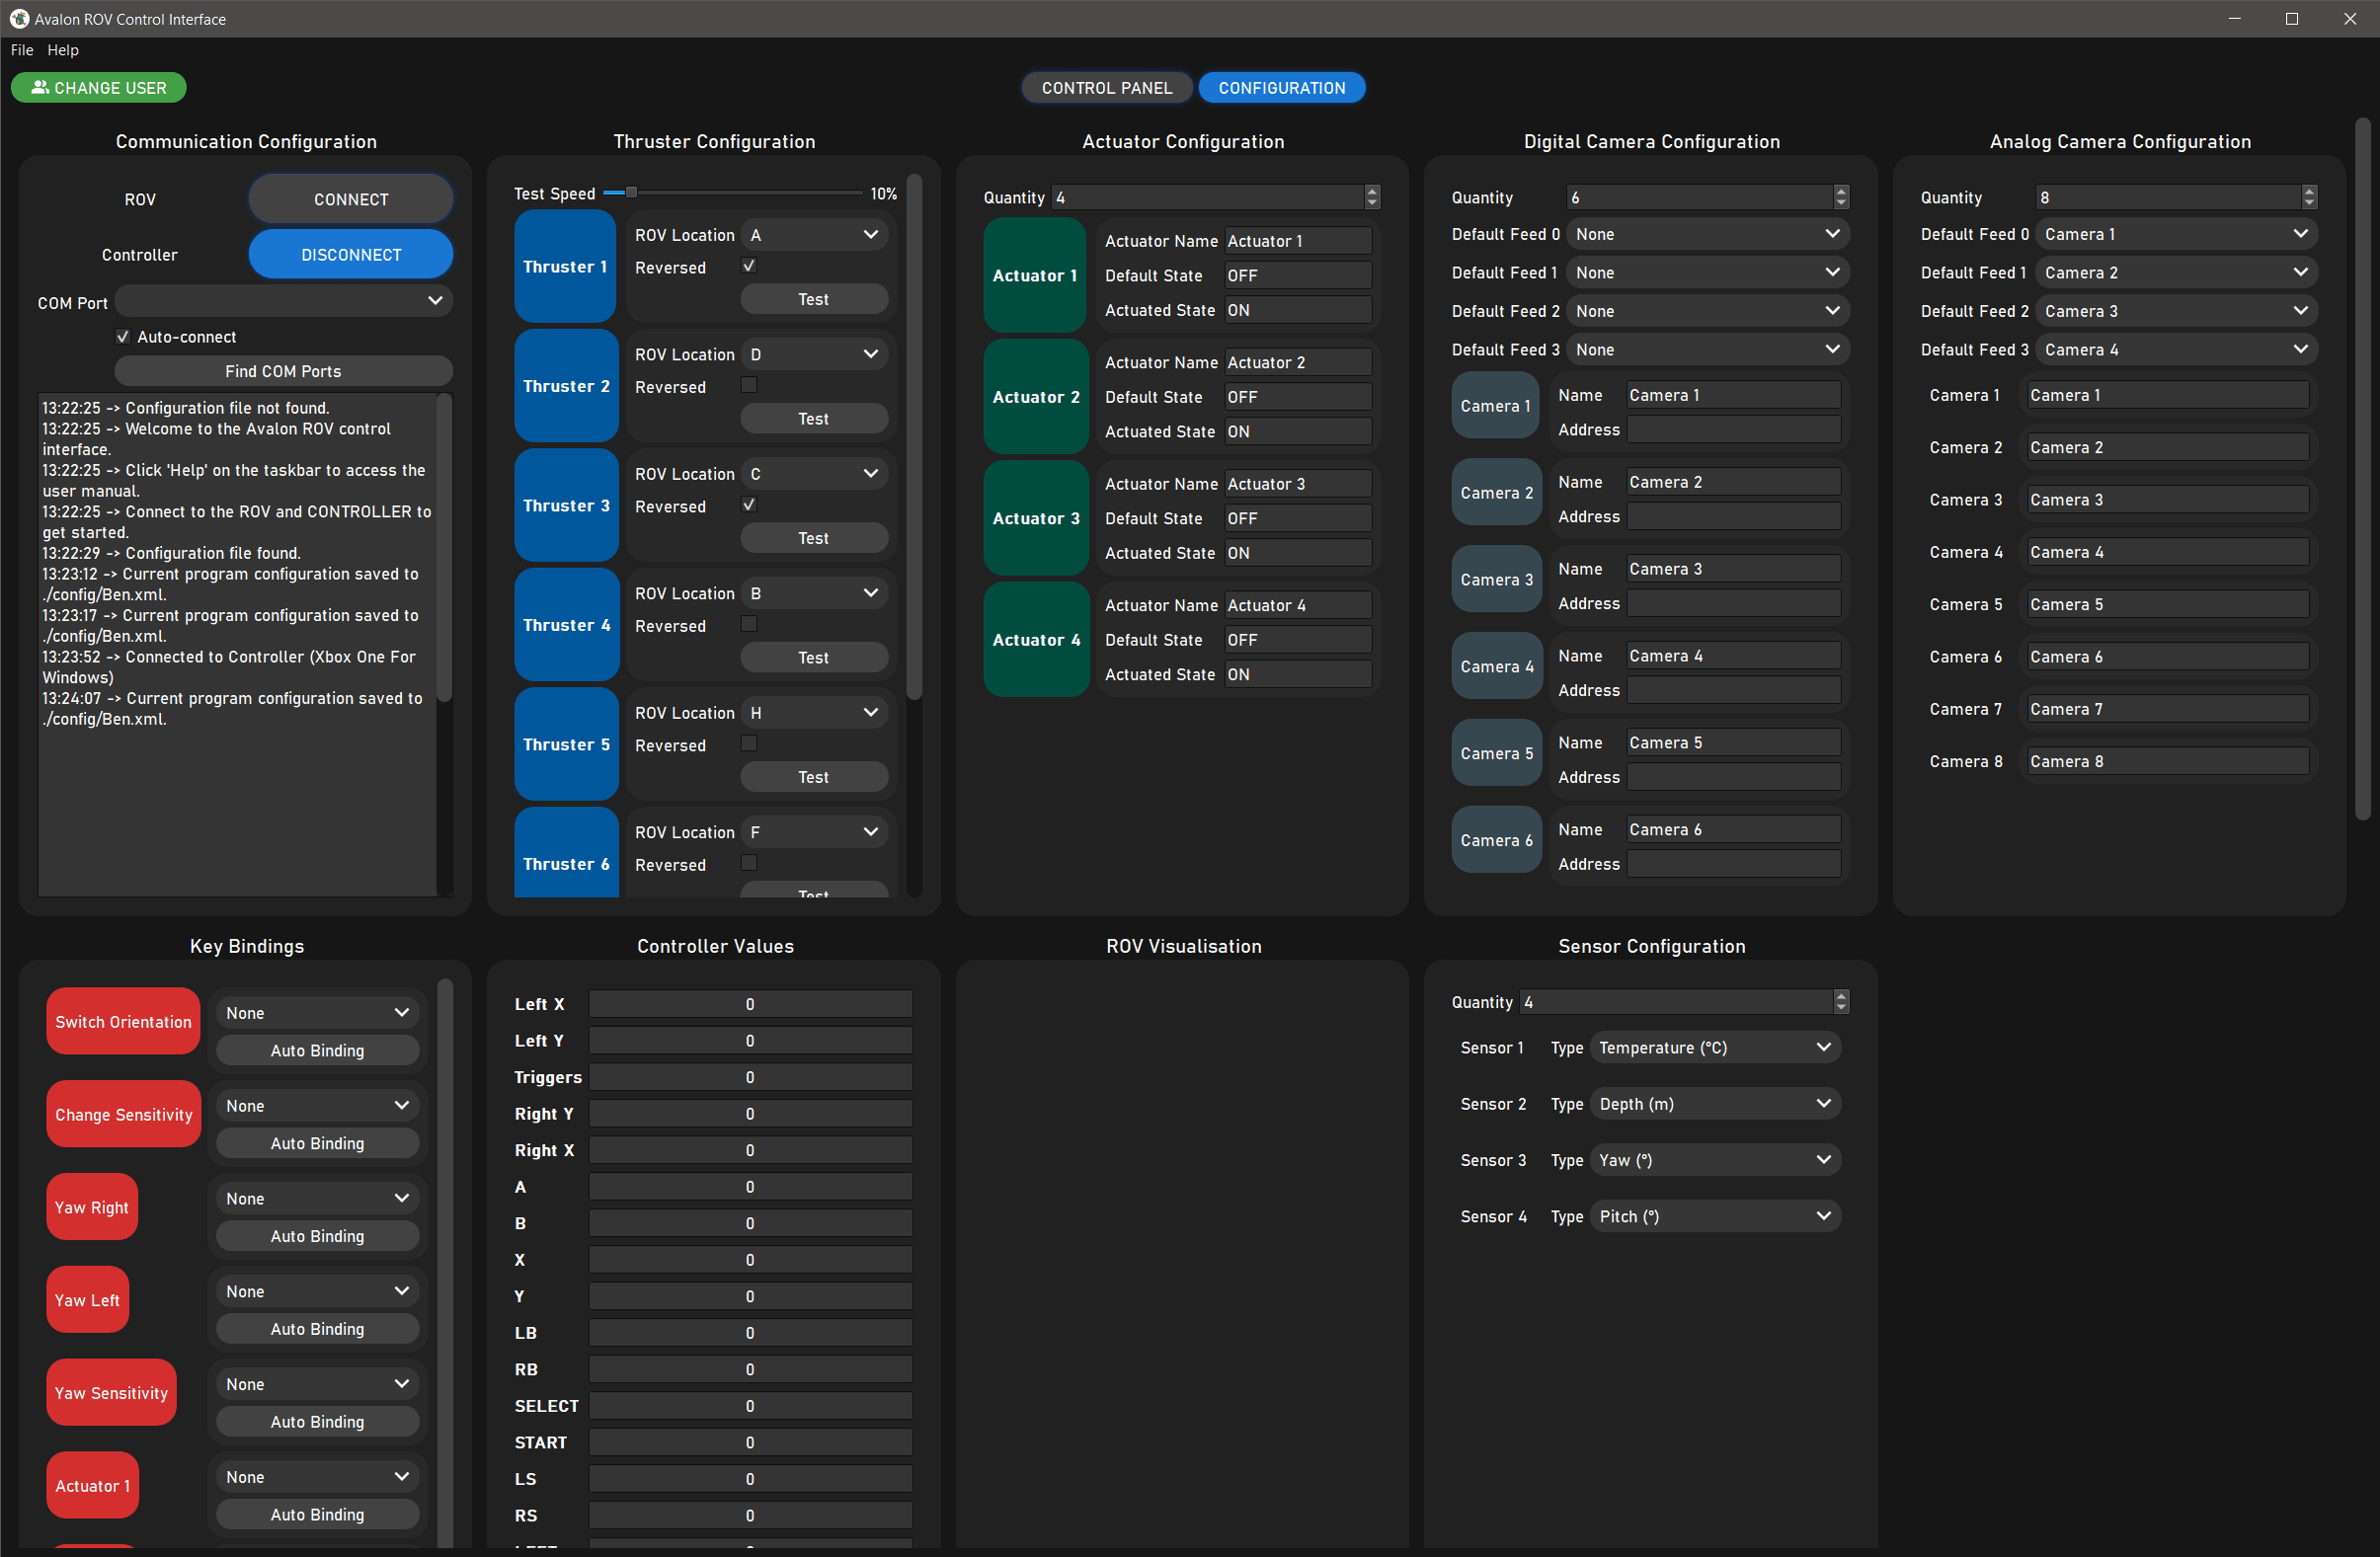 Avalon ROV Control Interface
File Help
CHANGE USER
CONTROL PANEL
CONFIGURATION
Communication Configuration
ROV
CONNECT
Controller
DISCONNECT
COM Port
Auto-connect
Find COM Ports
13:22:25 -> Configuration file not found.
13:22:25 -> Welcome to the Avalon ROV control
interface.
13:22:25 -> Click 'Help' on the taskbar to access the
user manual.
13:22:25 -> Connect to the ROV and CONTROLLER to
get started.
13:22:29 -> Configuration file found.
13:23:12 -> Current program configuration saved to
./config/Ben.xml.
13:23:17 -> Current program configuration saved to
./config/Ben.xml.
13:23:52 -> Connected to Controller (Xbox One For
Windows)
13:24:07 -> Current program configuration saved to
./config/Ben.xml.
Thruster Configuration
Test Speed 10%
Thruster 1
ROV Location A
Reversed
Test
Thruster 2
ROV Location D
Reversed
Test
Thruster 3
ROV Location C
Reversed
Test
Thruster 4
ROV Location B
Reversed
Test
Thruster 5
ROV Location H
Reversed
Test
Thruster 6
ROV Location F
Reversed
Test
Actuator Configuration
Quantity 4
Actuator 1
Actuator Name Actuator 1
Default State OFF
Actuated State ON
Actuator 2
Actuator Name Actuator 2
Default State OFF
Actuated State ON
Actuator 3
Actuator Name Actuator 3
Default State OFF
Actuated State ON
Actuator 4
Actuator Name Actuator 4
Default State OFF
Actuated State ON
Digital Camera Configuration
Quantity 6
Default Feed 0 None
Default Feed 1 None
Default Feed 2 None
Default Feed 3 None
Camera 1
Name Camera 1
Address
Camera 2
Name Camera 2
Address
Camera 3
Name Camera 3
Address
Camera 4
Name Camera 4
Address
Camera 5
Name Camera 5
Address
Camera 6
Name Camera 6
Address
Analog Camera Configuration
Quantity 8
Default Feed 0 Camera 1
Default Feed 1 Camera 2
Default Feed 2 Camera 3
Default Feed 3 Camera 4
Camera 1 Camera 1
Camera 2 Camera 2
Camera 3 Camera 3
Camera 4 Camera 4
Camera 5 Camera 5
Camera 6 Camera 6
Camera 7 Camera 7
Camera 8 Camera 8
Key Bindings
Switch Orientation
None
Auto Binding
Change Sensitivity
None
Auto Binding
Yaw Right
None
Auto Binding
Yaw Left
None
Auto Binding
Yaw Sensitivity
None
Auto Binding
Actuator 1
None
Auto Binding
Controller Values
Left X 0
Left Y 0
Triggers 0
Right Y 0
Right X 0
A 0
B 0
X 0
Y 0
LB 0
RB 0
SELECT 0
START 0
LS 0
RS 0
ROV Visualisation
Sensor Configuration
Quantity 4
Sensor 1 Type Temperature (°C)
Sensor 2 Type Depth (m)
Sensor 3 Type Yaw (°)
Sensor 4 Type Pitch (°)